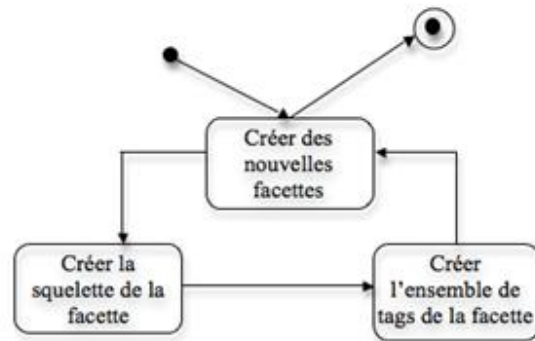 Créer des
nouvelles
facettes
Créer la
squelette de la
facette
Créer
l'ensemble de
tags de la facette